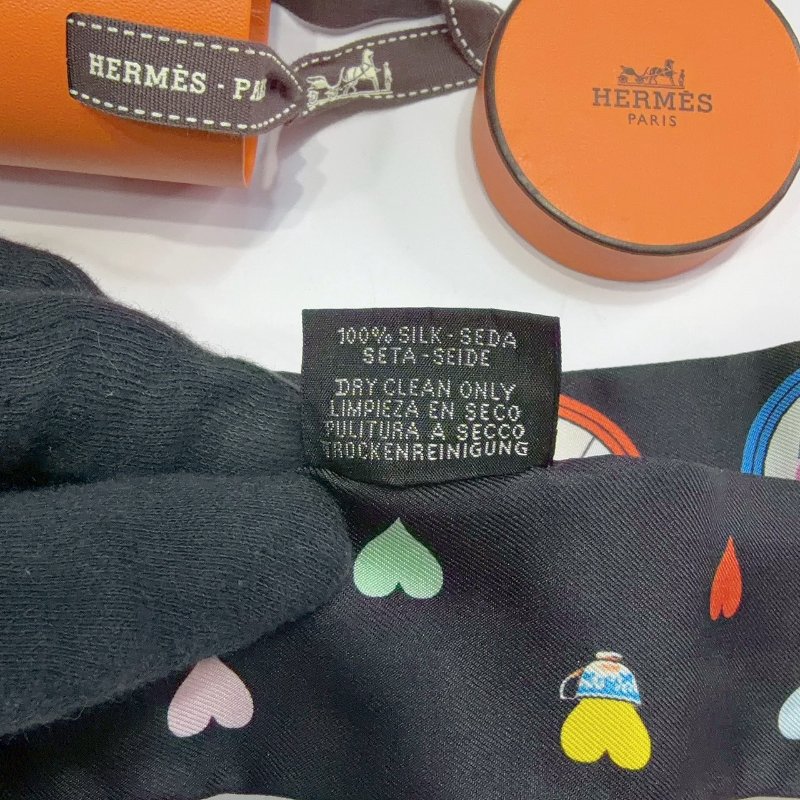 HERMÈS - PA
HERMÈS
PARIS
100% SILK - SEDA
SETA - SEIDE
DRY CLEAN ONLY
LIMPIEZA EN SECO
PULITURA A SECCO
TROCKENREINIGUNG